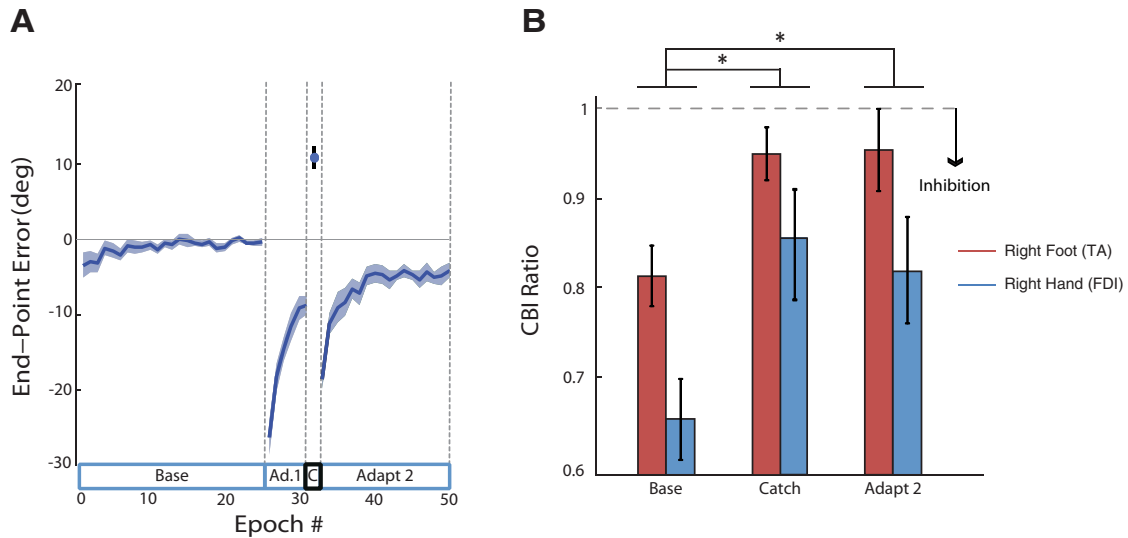 A
20
10
0
-10
-20
-30
End−Point Error(deg)
Base
Ad.1
C
Adapt 2
0
10
20
30
40
50
Epoch #
B
*
*
1
0.9
0.8
0.7
0.6
CBI Ratio
Inhibition
Base
Catch
Adapt 2
Right Foot (TA)
Right Hand (FDI)